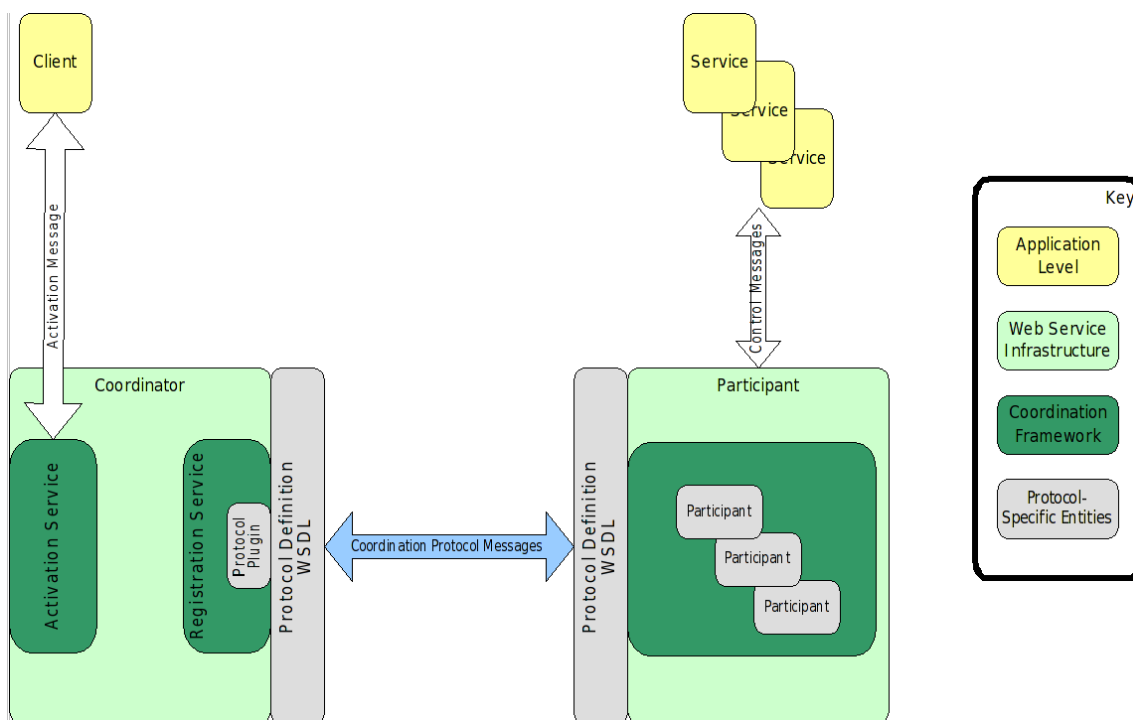 Client
Service
Service
Service
Activation Message
Control Messages
Key
Application
Level
Web Service
Infrastructure
Coordination
Framework
Protocol-
Specific Entities
Coordinator
Activation Service
Registration Service
Protocol
Plugin
Protocol Definition
WSDL
Coordination Protocol Messages
Protocol Definition
WSDL
Participant
Participant
Participant
Participant